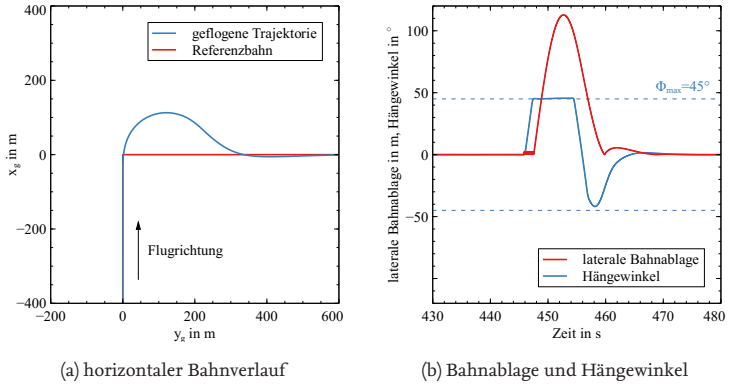 400
200
0
−200
−400
−200
0
200
400
600
x_g in m
y_g in m
geflogene Trajektorie
Referenzbahn
Flugrichtung
(a) horizontaler Bahnverlauf
100
50
0
−50
430
440
450
460
470
480
laterale Bahnablage in m, Hängewinkel in °
Zeit in s
Φ_max=45°
laterale Bahnablage
Hängewinkel
(b) Bahnablage und Hängewinkel